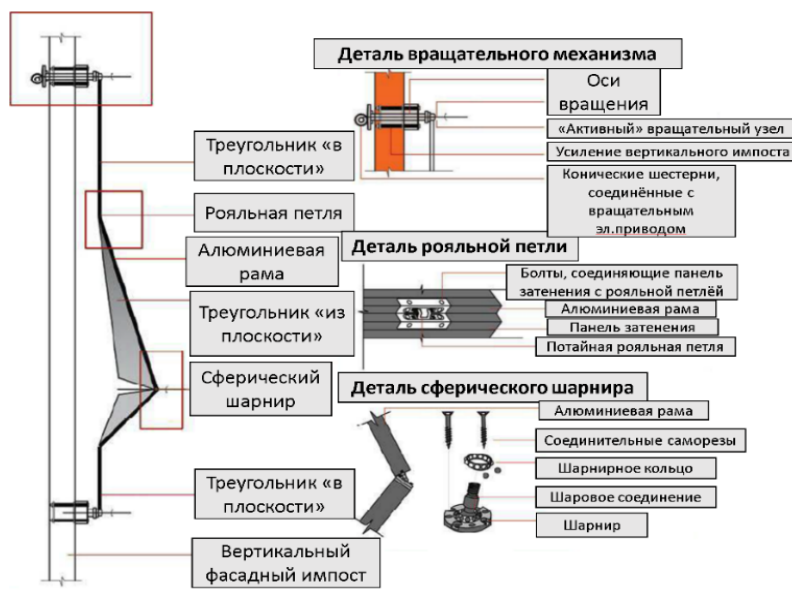 Треугольник «в
плоскости»
Рояльная петля
Алюминиевая
рама
Треугольник «из
плоскости»
Сферический
шарнир
Треугольник «в
плоскости»
Вертикальный
фасадный импост
Деталь вращательного механизма
Оси
вращения
«Активный» вращательный узел
Усиление вертикального импоста
Конические шестерни,
соединённые с
вращательным
эл.приводом
Деталь рояльной петли
Болты, соединяющие панель
затенения с рояльной петлёй
Алюминиевая рама
Панель затенения
Потайная рояльная петля
Деталь сферического шарнира
Алюминиевая рама
Соединительные саморезы
Шарнирное кольцо
Шаровое соединение
Шарнир